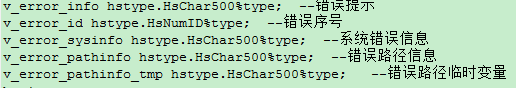 v_error_info hstype.HsChar500%type;  --错误提示
v_error_id hstype.HsNumID%type;  --错误序号
v_error_sysinfo hstype.HsChar500%type;  --系统错误信息
v_error_pathinfo hstype.HsChar500%type;  --错误路径信息
v_error_pathinfo_tmp hstype.HsChar500%type;   --错误路径临时变量